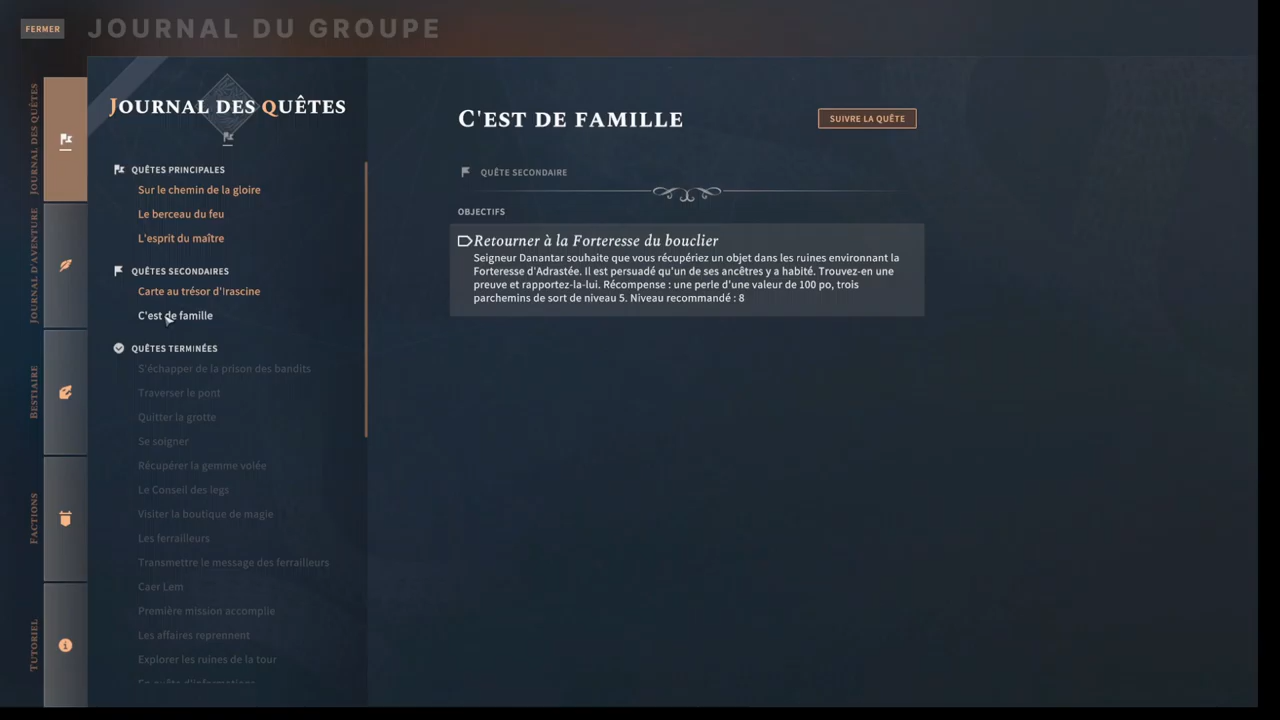 FERMER
JOURNAL DU GROUPE
JOURNAL DES QUÊTES
JOURNAL D'AVENTURE
BESTIAIRE
FACTIONS
TUTORIEL
JOURNAL DES QUÊTES
QUÊTES PRINCIPALES
Sur le chemin de la gloire
Le berceau du feu
L'esprit du maître
QUÊTES SECONDAIRES
Carte au trésor d'Irascine
C'est de famille
QUÊTES TERMINÉES
S'échapper de la prison des bandits
Traverser le pont
Quitter la grotte
Se soigner
Récupérer la gemme volée
Le Conseil des legs
Visiter la boutique de magie
Les ferrailleurs
Transmettre le message des ferrailleurs
Caer Lem
Première mission accomplie
Les affaires reprennent
Explorer les ruines de la tour
En quête d'informations
C'EST DE FAMILLE
SUIVRE LA QUÊTE
QUÊTE SECONDAIRE
OBJECTIFS
Retourner à la Forteresse du bouclier
Seigneur Danantar souhaite que vous récupériez un objet dans les ruines environnant la
Forteresse d'Adrastée. Il est persuadé qu'un de ses ancêtres y a habité. Trouvez-en une
preuve et rapportez-la-lui. Récompense : une perle d'une valeur de 100 po, trois
parchemins de sort de niveau 5. Niveau recommandé : 8